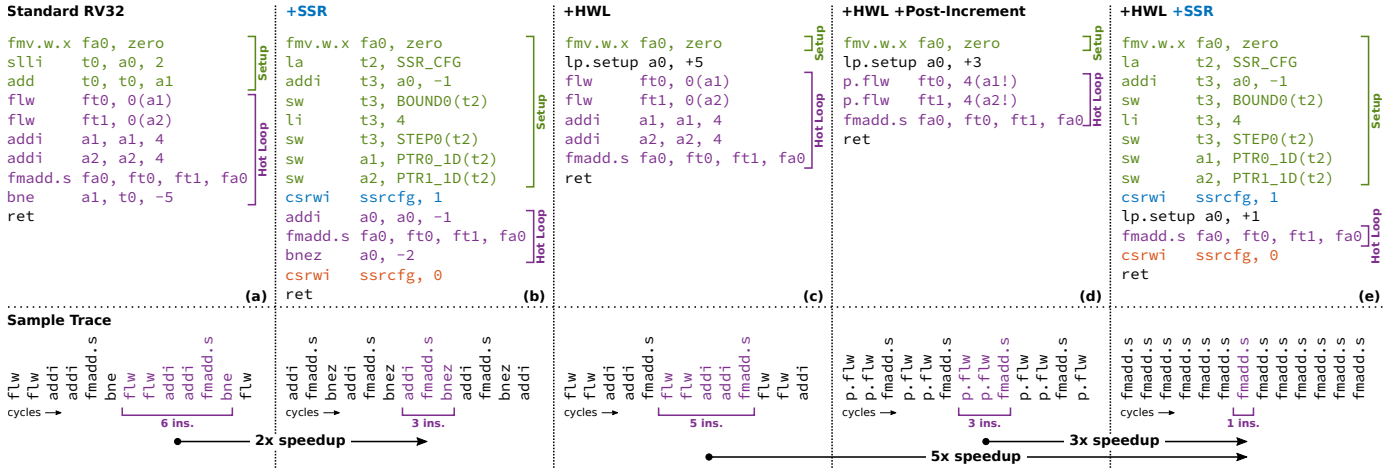 Standard RV32
fmv.w.x fa0, zero
slli t0, a0, 2
add t0, t0, a1
flw ft0, 0(a1)
flw ft1, 0(a2)
addi a1, a1, 4
addi a2, a2, 4
fmadd.s fa0, ft0, ft1, fa0
bne a1, t0, -5
ret
Setup
Hot Loop
(a)
+SSR
fmv.w.x fa0, zero
la t2, SSR_CFG
addi t3, a0, -1
sw t3, BOUND0(t2)
li t3, 4
sw t3, STEP0(t2)
sw a1, PTR0_1D(t2)
sw a2, PTR1_1D(t2)
csrwi ssrcfg, 1
addi a0, a0, -1
fmadd.s fa0, ft0, ft1, fa0
bnez a0, -2
csrwi ssrcfg, 0
ret
Setup
Hot Loop
(b)
+HWL
fmv.w.x fa0, zero
lp.setup a0, +5
flw ft0, 0(a1)
flw ft1, 0(a2)
addi a1, a1, 4
addi a2, a2, 4
fmadd.s fa0, ft0, ft1, fa0
ret
Setup
Hot Loop
(c)
+HWL +Post-Increment
fmv.w.x fa0, zero
lp.setup a0, +3
p.flw ft0, 4(a1!)
p.flw ft1, 4(a2!)
fmadd.s fa0, ft0, ft1, fa0
ret
Setup
Hot Loop
(d)
+HWL +SSR
fmv.w.x fa0, zero
la t2, SSR_CFG
addi t3, a0, -1
sw t3, BOUND0(t2)
li t3, 4
sw t3, STEP0(t2)
sw a1, PTR0_1D(t2)
sw a2, PTR1_1D(t2)
csrwi ssrcfg, 1
lp.setup a0, +1
fmadd.s fa0, ft0, ft1, fa0
csrwi ssrcfg, 0
ret
Setup
Hot Loop
(e)
Sample Trace
flw
flw
addi
addi
fmadd.s
bne
flw
flw
addi
addi
fmadd.s
bne
flw
cycles →
6 ins.
addi
fmadd.s
bnez
addi
fmadd.s
bnez
addi
fmadd.s
bnez
addi
fmadd.s
bnez
addi
cycles →
3 ins.
flw
flw
addi
addi
fmadd.s
flw
flw
addi
addi
fmadd.s
flw
flw
addi
cycles →
5 ins.
p.flw
p.flw
fmadd.s
p.flw
p.flw
fmadd.s
p.flw
p.flw
fmadd.s
p.flw
p.flw
fmadd.s
p.flw
cycles →
3 ins.
fmadd.s
fmadd.s
fmadd.s
fmadd.s
fmadd.s
fmadd.s
fmadd.s
fmadd.s
fmadd.s
fmadd.s
fmadd.s
fmadd.s
fmadd.s
cycles →
1 ins.
2x speedup
3x speedup
5x speedup